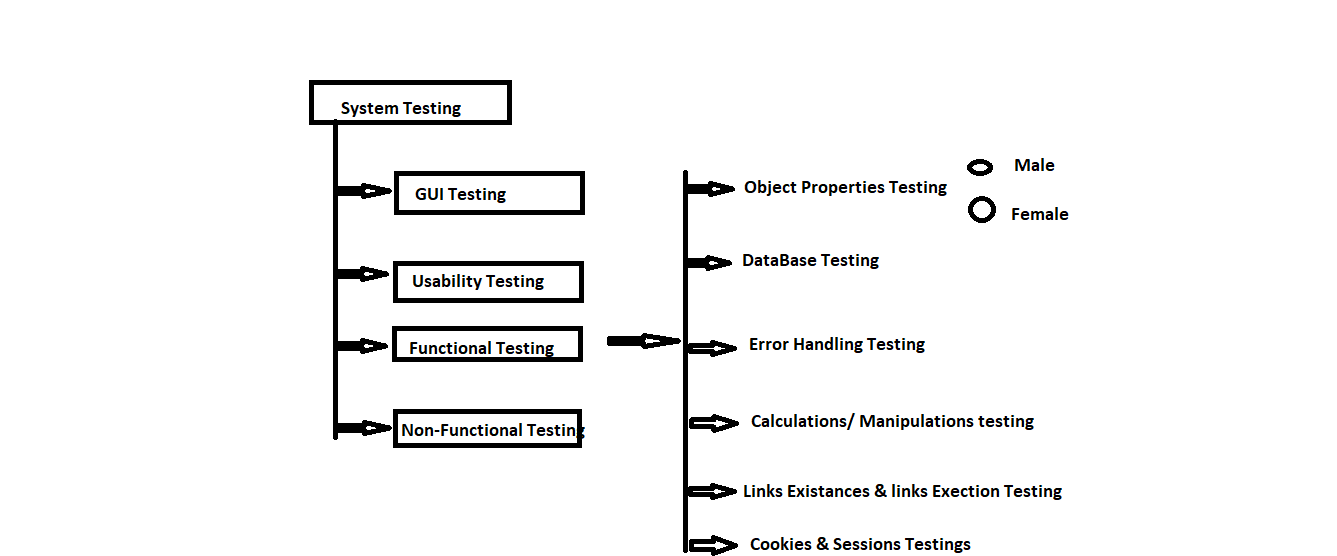 System Testing
GUI Testing
Usability Testing
Functional Testing
Non-Functional Testing
Object Properties Testing
Male
Female
DataBase Testing
Error Handling Testing
Calculations/ Manipulations testing
Links Existances & links Exection Testing
Cookies & Sessions Testings